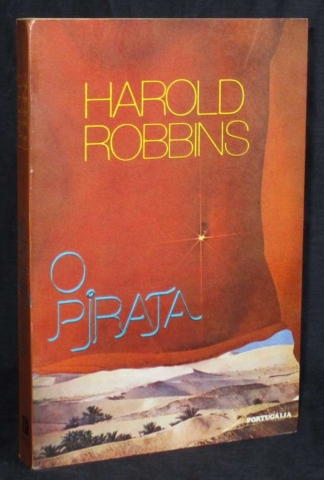 HAROLD
ROBBINS
O
PIRATA
PORTUGÁLIA